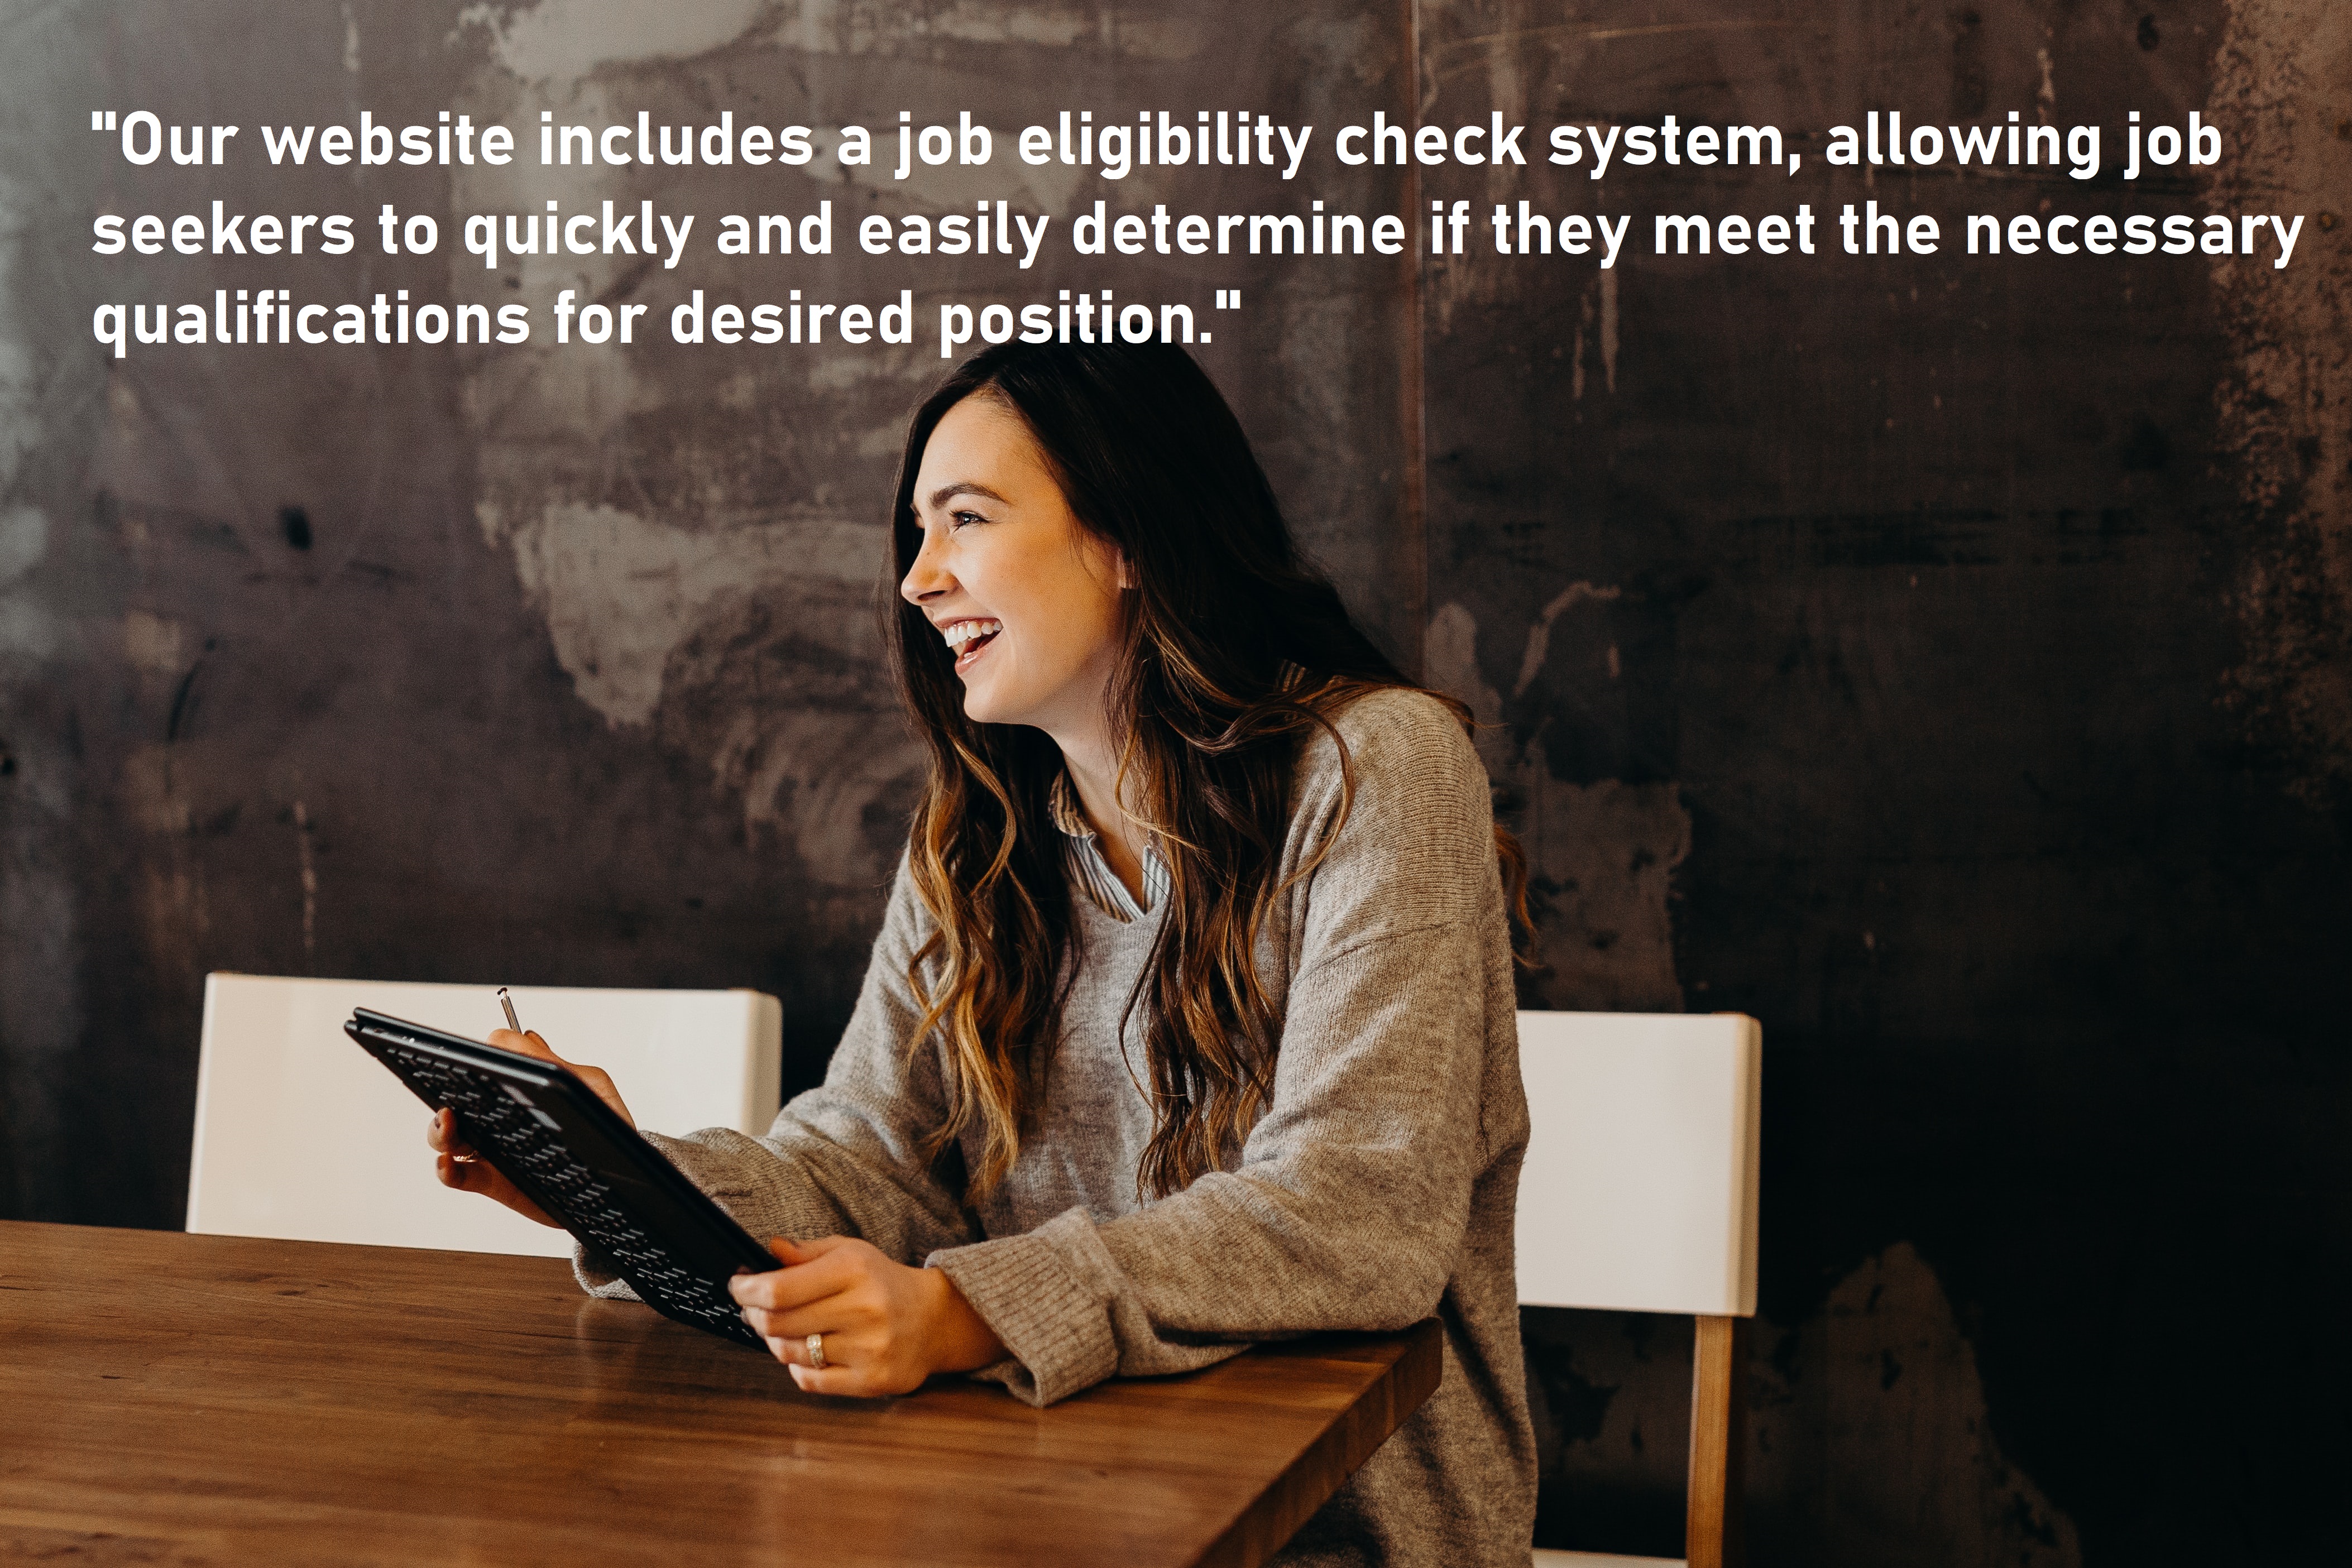 "Our website includes a job eligibility check system, allowing job
seekers to quickly and easily determine if they meet the necessary
qualifications for desired position."